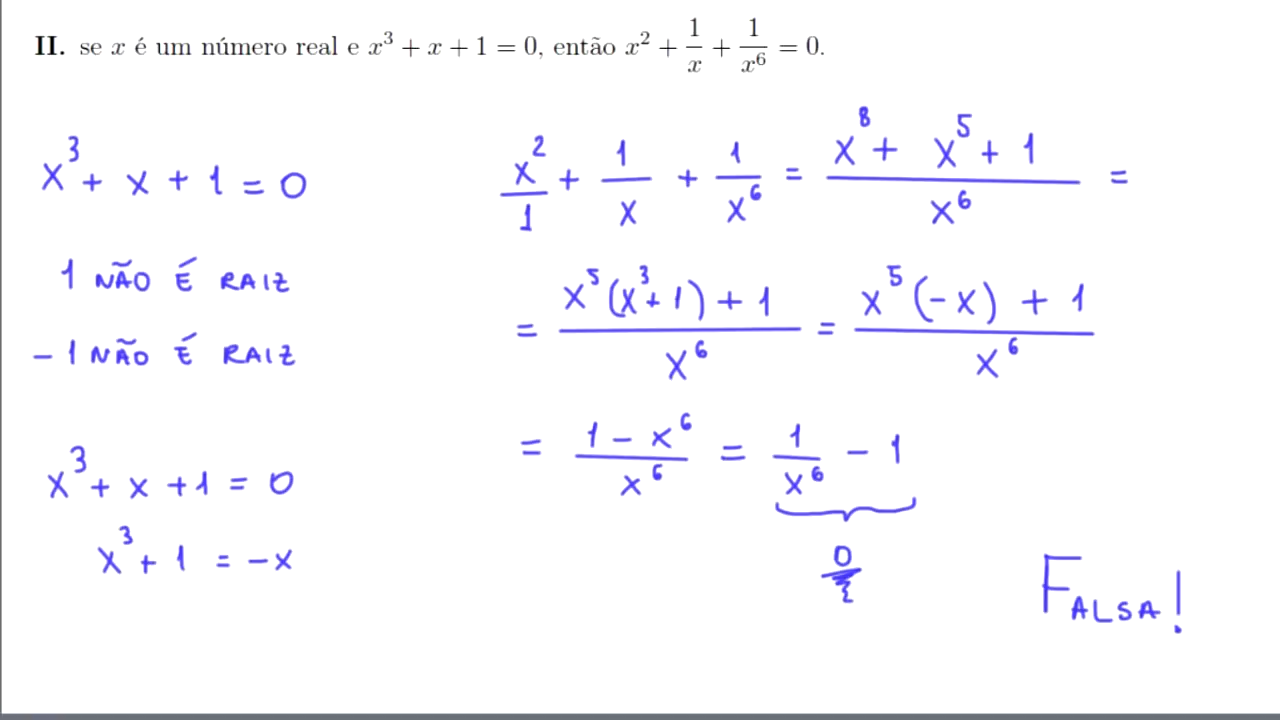 II. se x é um número real e x³ + x + 1 = 0, então x² + 1/x + 1/x⁶ = 0.
x³ + x + 1 = 0
x²/1 + 1/x + 1/x⁶ = (x⁸ + x⁵ + 1)/x⁶ =
1 NÃO É RAIZ
= (x⁵(x³+1) + 1)/x⁶ = (x⁵(-x) + 1)/x⁶
- 1 NÃO É RAIZ
= (1 - x⁶)/x⁶ = 1/x⁶ - 1
x³ + x + 1 = 0
x³ + 1 = -x
0
FALSA!